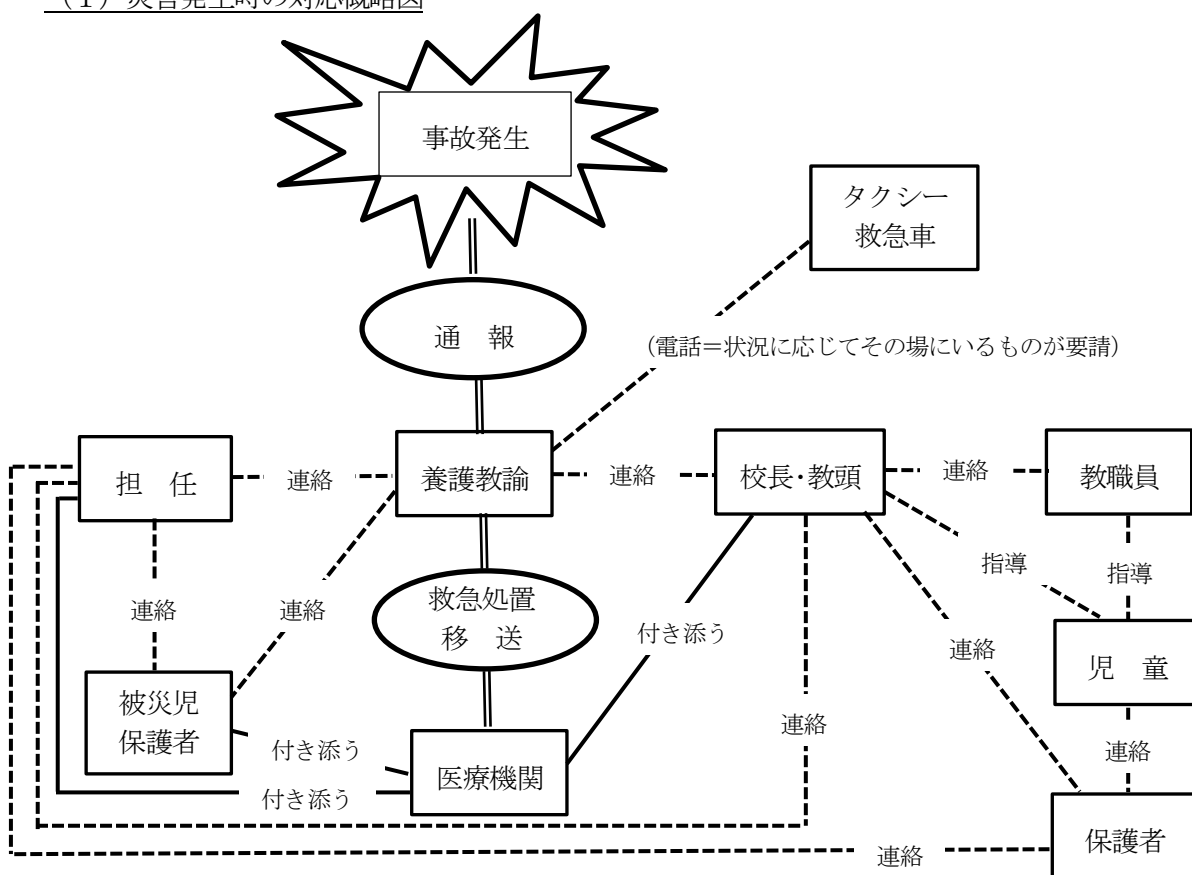 （１）災害発生時の対応概略図
事故発生
タクシー
救急車
通　報
（電話＝状況に応じてその場にいるものが要請）
担　任
連絡
養護教諭
連絡
校長・教頭
連絡
教職員
指導
指導
連絡
連絡
救急処置
移　送
付き添う
連絡
児　童
被災児
保護者
連絡
連絡
付き添う
医療機関
付き添う
保護者
連絡